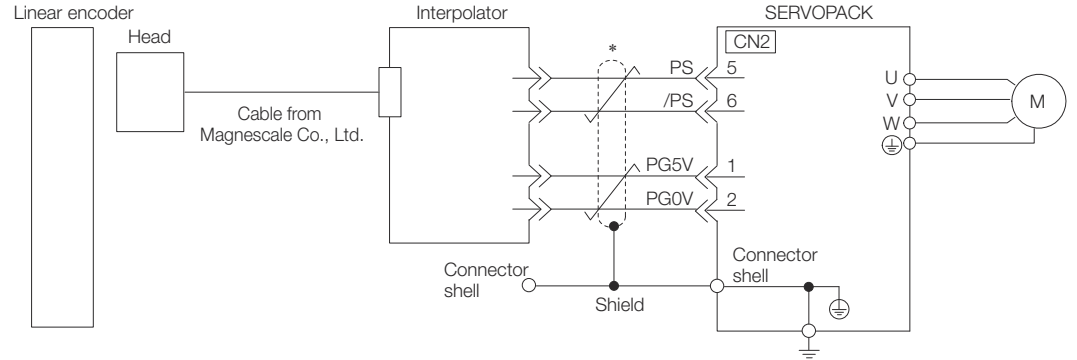 Linear encoder
Head
Interpolator
SERVOPACK
CN2
*
PS 5
/PS 6
PG5V 1
PG0V 2
U
V
W
M
Cable from
Magnescale Co., Ltd.
Connector
shell
Shield
Connector
shell